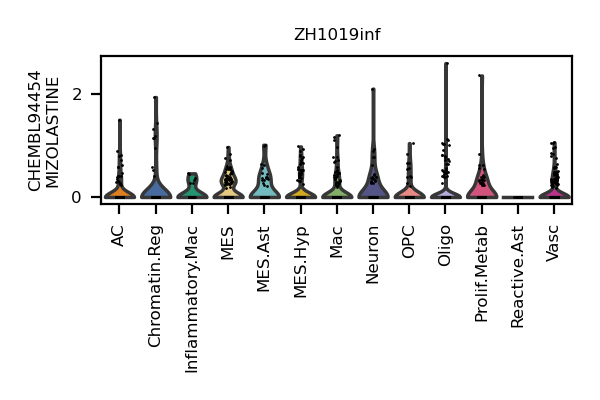 ZH1019inf
CHEMBL94454
MIZOLASTINE
2
0
AC
Chromatin.Reg
Inflammatory.Mac
MES
MES.Ast
MES.Hyp
Mac
Neuron
OPC
Oligo
Prolif.Metab
Reactive.Ast
Vasc